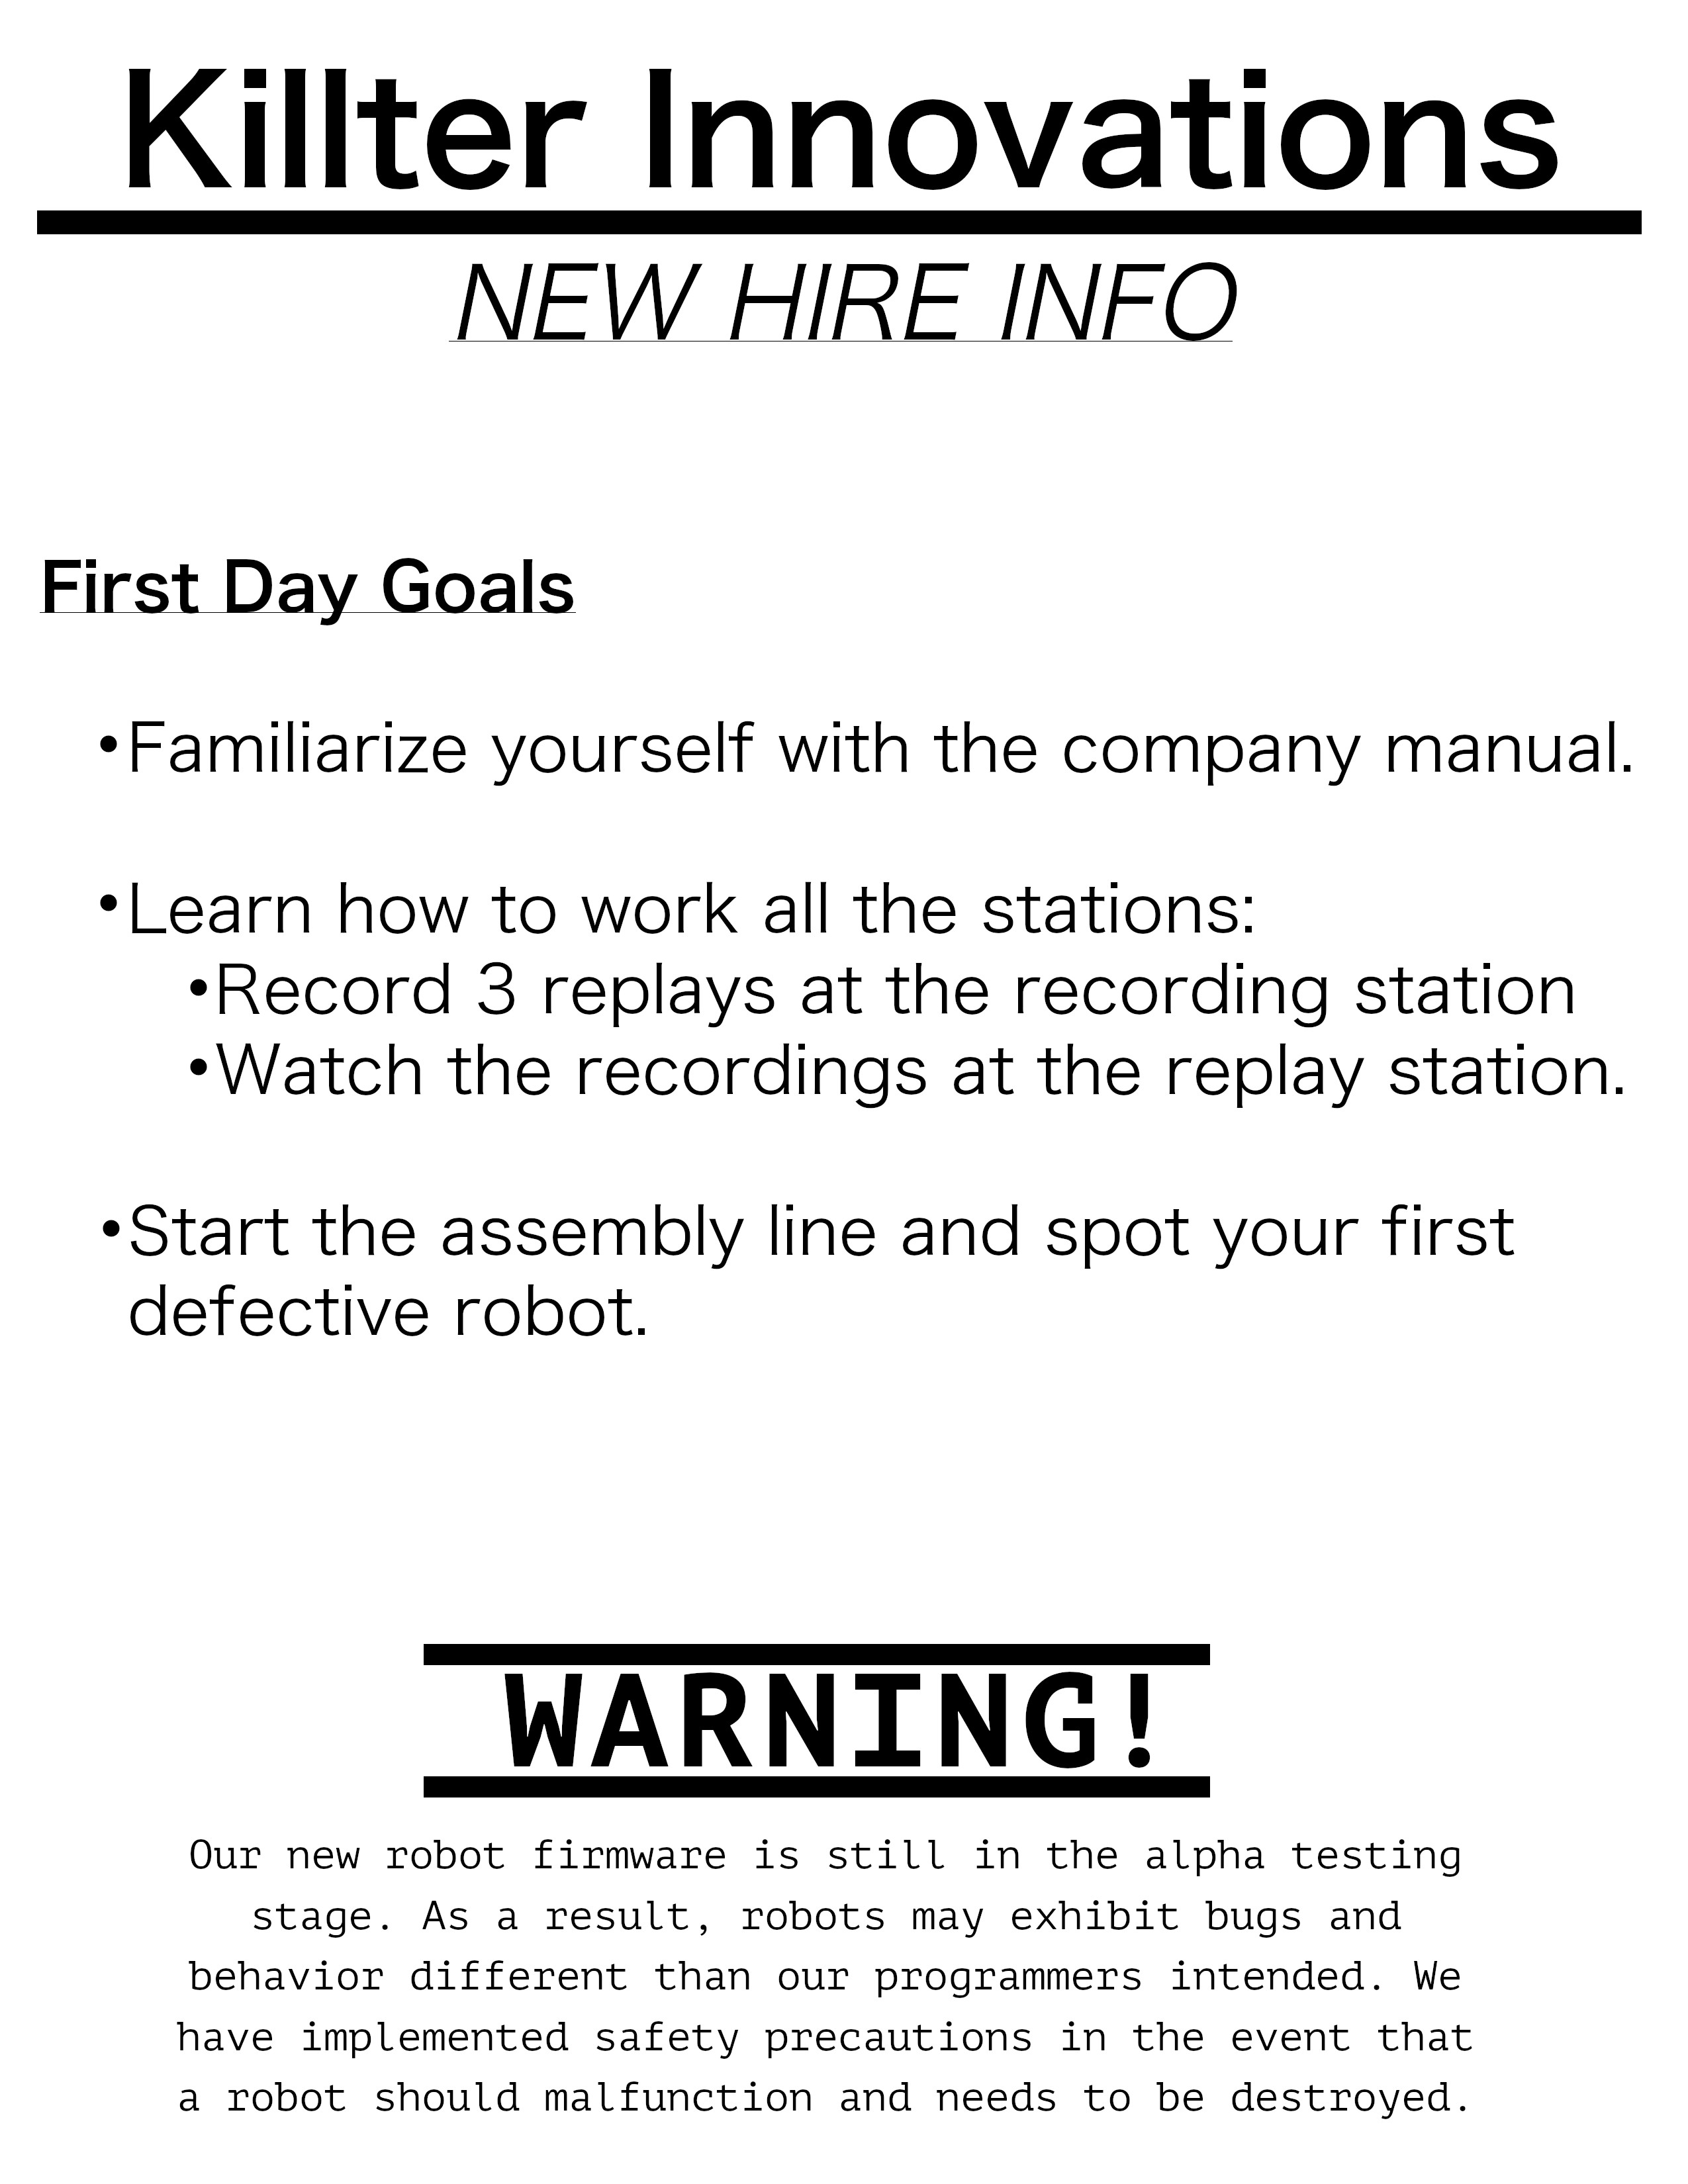 Killter Innovations
NEW HIRE INFO
First Day Goals
•Familiarize yourself with the company manual.
•Learn how to work all the stations:
•Record 3 replays at the recording station
•Watch the recordings at the replay station.
•Start the assembly line and spot your first
defective robot.
WARNING!
Our new robot firmware is still in the alpha testing
stage. As a result, robots may exhibit bugs and
behavior different than our programmers intended. We
have implemented safety precautions in the event that
a robot should malfunction and needs to be destroyed.